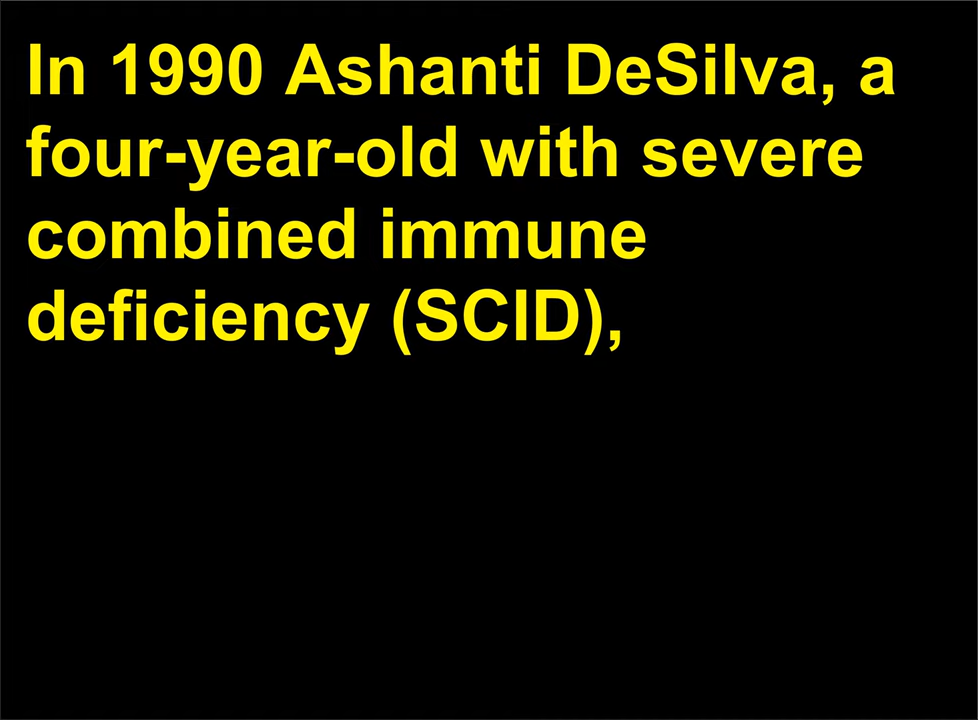 In 1990 Ashanti DeSilva, a
four-year-old with severe
combined immune
deficiency (SCID),